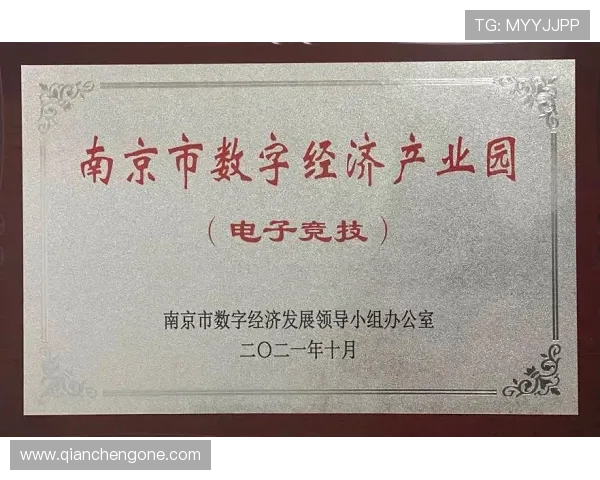 TG: MYYJJPP
南京市数字经济产业园
（电子竞技）
南京市数字经济发展领导小组办公室
二〇二一年十月
www.qianchengone.com